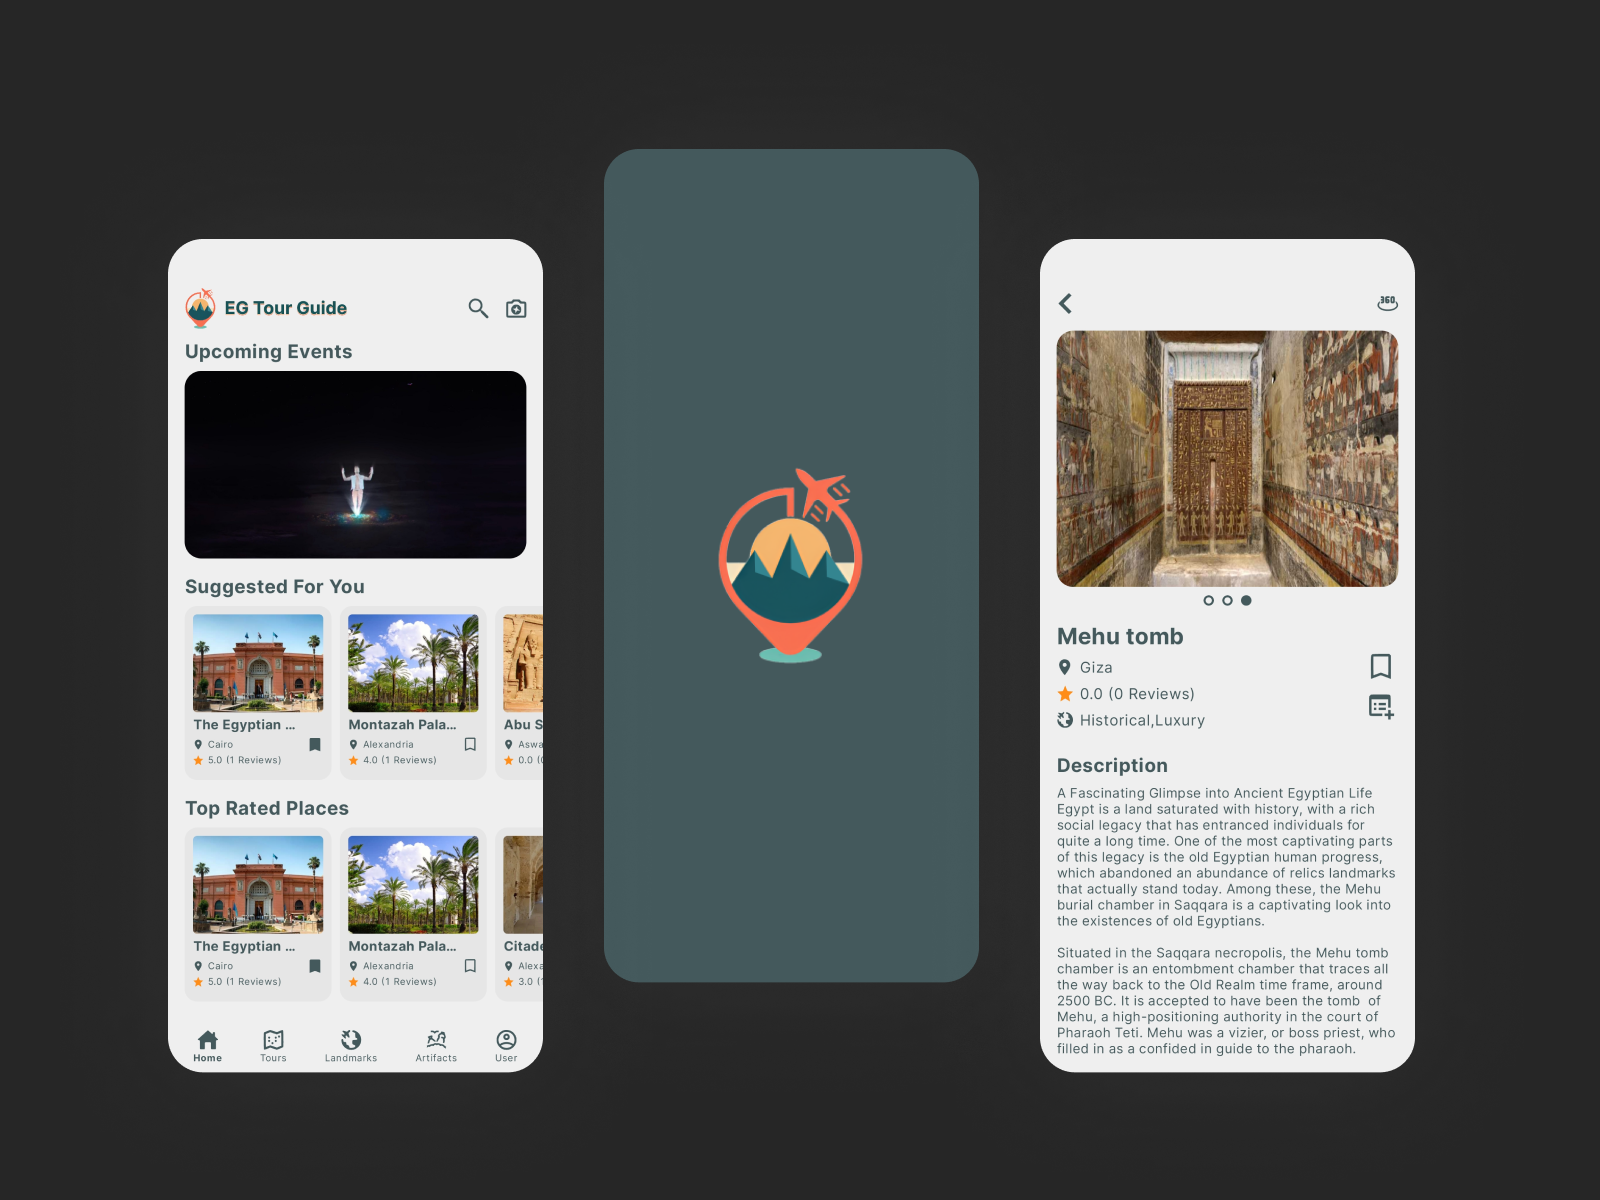 EG Tour Guide
Upcoming Events
Suggested For You
The Egyptian ...
Cairo
5.0 (1 Reviews)
Montazah Pala...
Alexandria
4.0 (1 Reviews)
Abu S
Aswa
0.0 (
Top Rated Places
The Egyptian ...
Cairo
5.0 (1 Reviews)
Montazah Pala...
Alexandria
4.0 (1 Reviews)
Citade
Alexa
3.0 (1
Home
Tours
Landmarks
Artifacts
User
360
Mehu tomb
Giza
0.0 (0 Reviews)
Historical,Luxury
Description
A Fascinating Glimpse into Ancient Egyptian Life
Egypt is a land saturated with history, with a rich
social legacy that has entranced individuals for
quite a long time. One of the most captivating parts
of this legacy is the old Egyptian human progress,
which abandoned an abundance of relics landmarks
that actually stand today. Among these, the Mehu
burial chamber in Saqqara is a captivating look into
the existences of old Egyptians.
Situated in the Saqqara necropolis, the Mehu tomb
chamber is an entombment chamber that traces all
the way back to the Old Realm time frame, around
2500 BC. It is accepted to have been the tomb of
Mehu, a high-positioning authority in the court of
Pharaoh Teti. Mehu was a vizier, or boss priest, who
filled in as a confided in guide to the pharaoh.